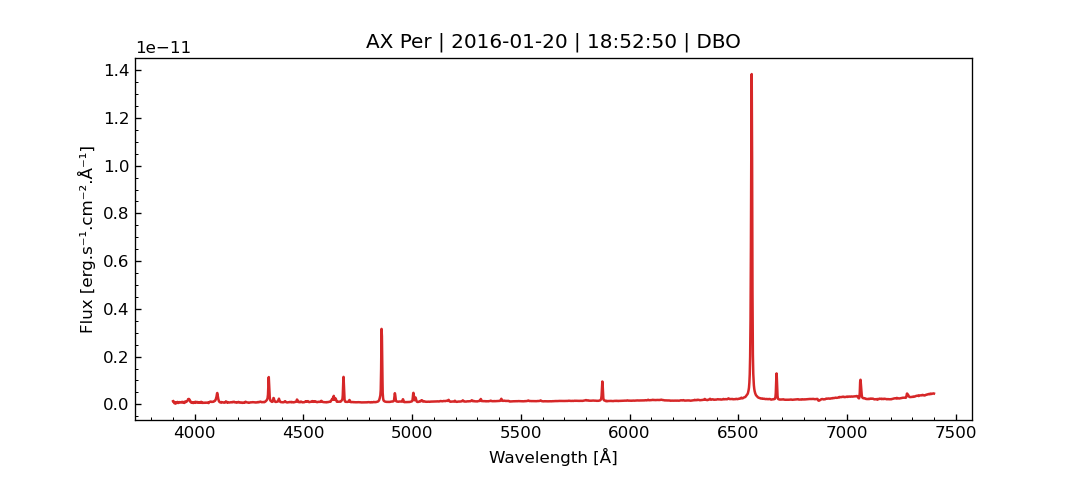 AX Per | 2016-01-20 | 18:52:50 | DBO
1e−11
1.4
1.2
1.0
0.8
0.6
0.4
0.2
0.0
Flux [erg.s⁻¹.cm⁻².Å⁻¹]
4000 4500 5000 5500 6000 6500 7000 7500
Wavelength [Å]